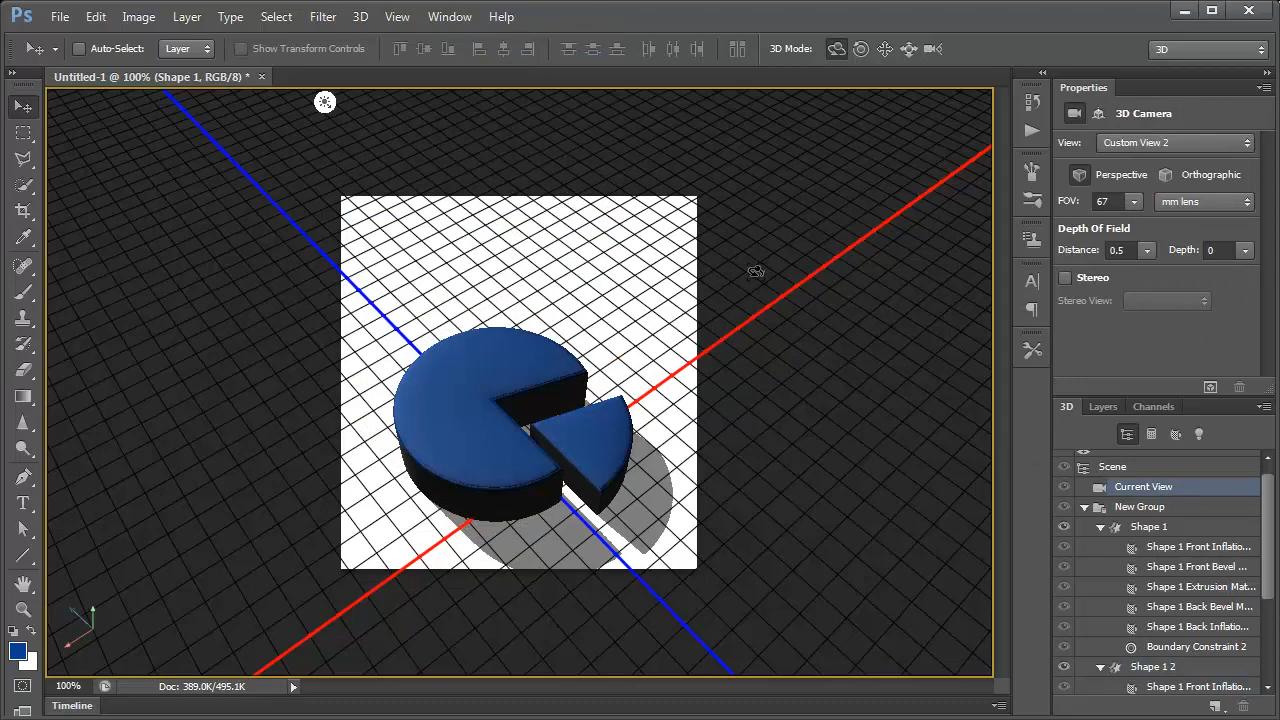 Ps File Edit Image Layer Type Select Filter 3D View Window Help
Auto-Select: Layer Show Transform Controls 3D Mode: 3D
Untitled-1 @ 100% (Shape 1, RGB/8) *
Properties
3D Camera
View: Custom View 2
Perspective Orthographic
FOV: 67 mm lens
Depth Of Field
Distance: 0.5 Depth: 0
Stereo
Stereo View:
3D Layers Channels
Scene
Current View
New Group
Shape 1
Shape 1 Front Inflatio...
Shape 1 Front Bevel ...
Shape 1 Extrusion Mat...
Shape 1 Back Bevel M...
Shape 1 Back Inflatio...
Boundary Constraint 2
Shape 1 2
Shape 1 Front Inflatio...
100% Doc: 389.0K/495.1K
Timeline